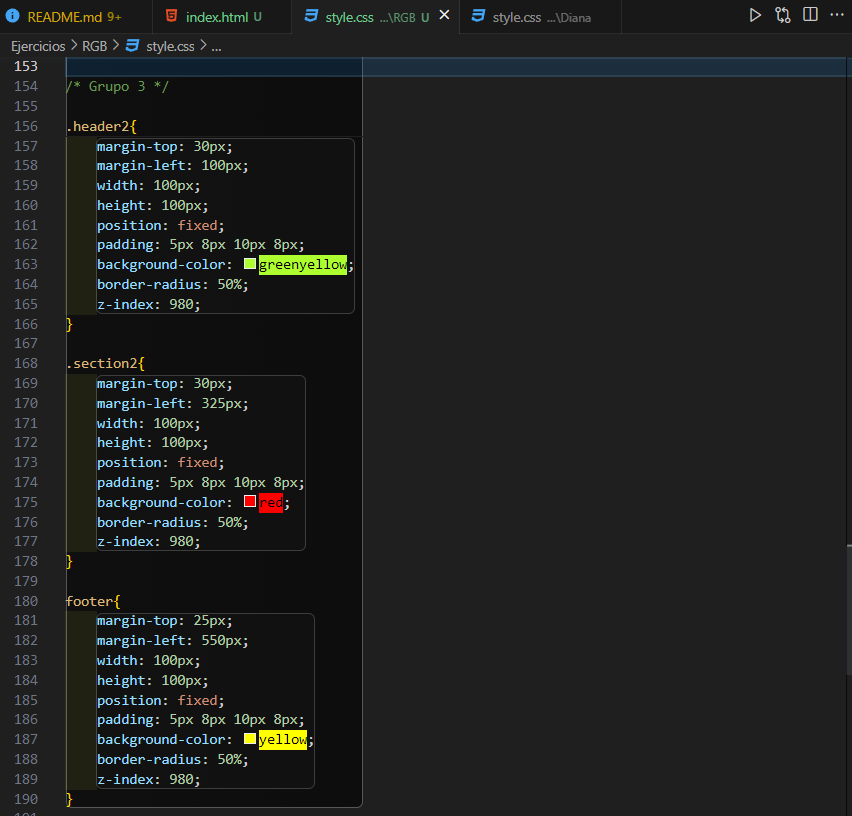 README.md 9+ index.html U style.css ...\RGB U style.css ...\Diana
Ejercicios > RGB > style.css > ...
153
154 /* Grupo 3 */
155
156 .header2{
157 margin-top: 30px;
158 margin-left: 100px;
159 width: 100px;
160 height: 100px;
161 position: fixed;
162 padding: 5px 8px 10px 8px;
163 background-color: greenyellow;
164 border-radius: 50%;
165 z-index: 980;
166 }
167
168 .section2{
169 margin-top: 30px;
170 margin-left: 325px;
171 width: 100px;
172 height: 100px;
173 position: fixed;
174 padding: 5px 8px 10px 8px;
175 background-color: red;
176 border-radius: 50%;
177 z-index: 980;
178 }
179
180 footer{
181 margin-top: 25px;
182 margin-left: 550px;
183 width: 100px;
184 height: 100px;
185 position: fixed;
186 padding: 5px 8px 10px 8px;
187 background-color: yellow;
188 border-radius: 50%;
189 z-index: 980;
190 }